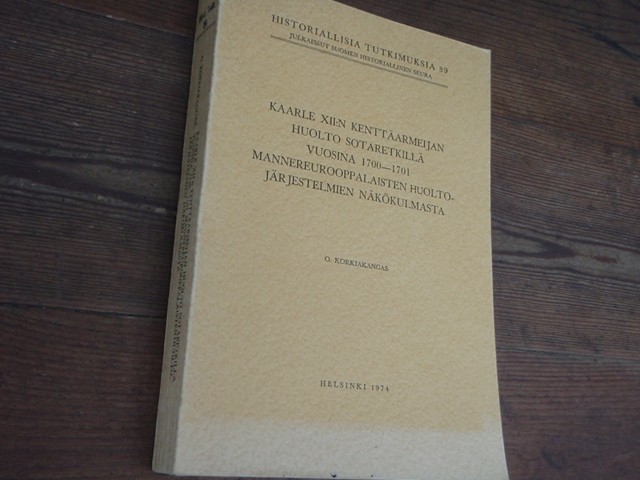 HISTORIALLISIA TUTKIMUKSIA 89
JULKAISSUT SUOMEN HISTORIALLINEN SEURA
KAARLE XII:N KENTTÄARMEIJAN
HUOLTO SOTARETKILLÄ
VUOSINA 1700—1701
MANNEREUROOPPALAISTEN HUOLTO-
JÄRJESTELMIEN NÄKÖKULMASTA
O. KORKIAKANGAS
HELSINKI 1974